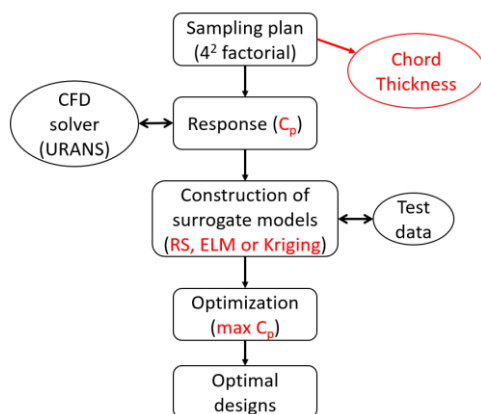 Sampling plan
(4² factorial)
Chord
Thickness
CFD
solver
(URANS)
Response (Cₚ)
Construction of
surrogate models
(RS, ELM or Kriging)
Test
data
Optimization
(max Cₚ)
Optimal
designs